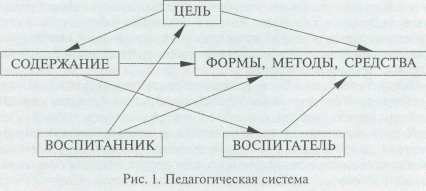 ЦЕЛЬ
СОДЕРЖАНИЕ
ФОРМЫ, МЕТОДЫ, СРЕДСТВА
ВОСПИТАННИК
ВОСПИТАТЕЛЬ
Рис. 1. Педагогическая система